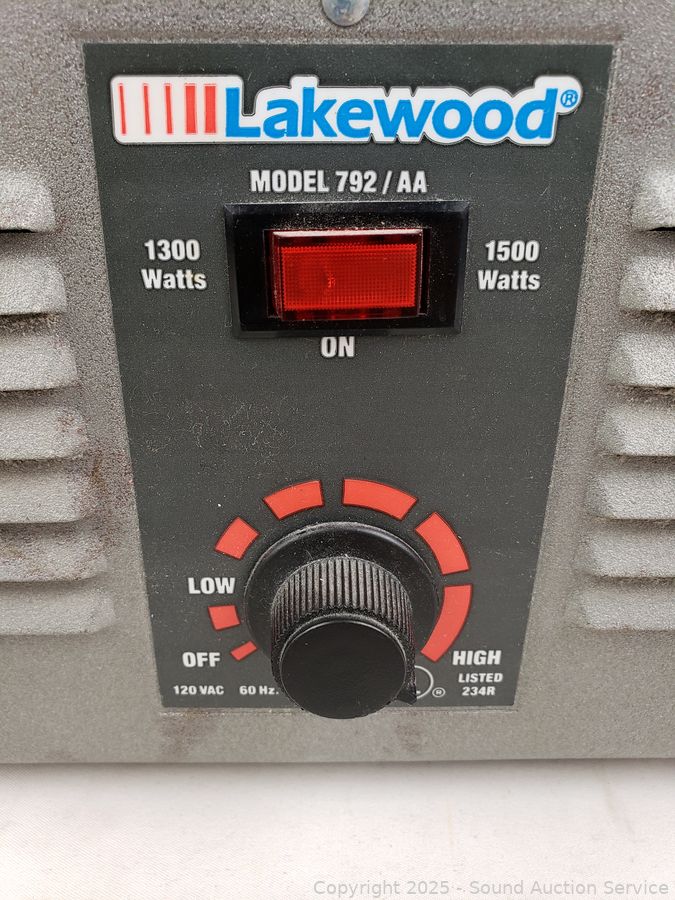 Lakewood®
MODEL 792 / AA
1300 Watts
1500 Watts
ON
LOW
OFF
HIGH
120 VAC 60 Hz.
® LISTED
234R
Copyright 2025 - Sound Auction Service